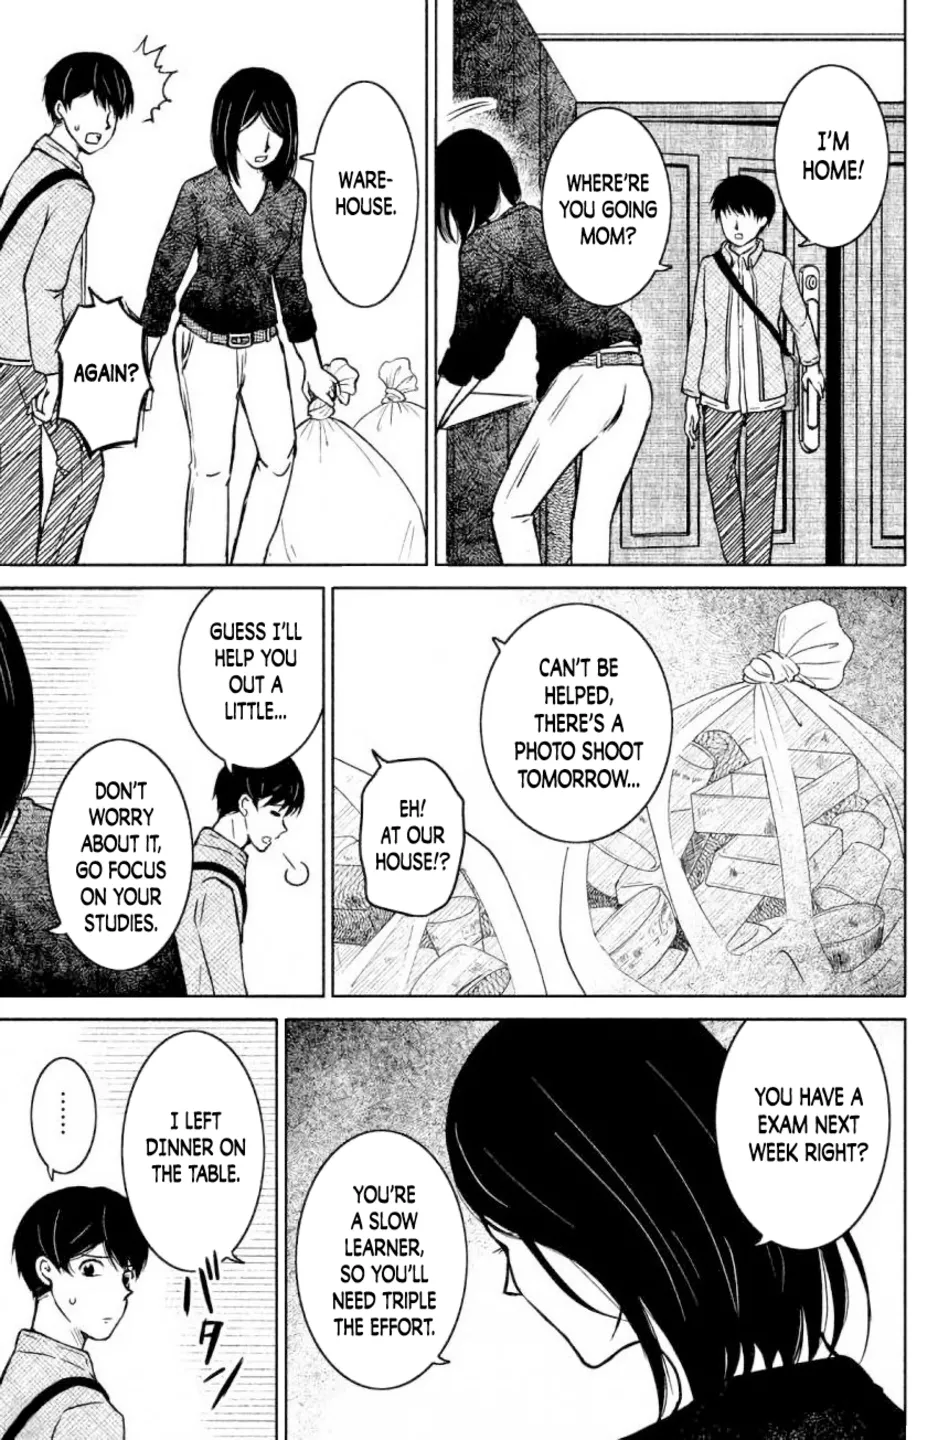 I'M
HOME!
WHERE'RE
YOU GOING
MOM?
WARE-
HOUSE.
AGAIN?
CAN'T BE
HELPED,
THERE'S A
PHOTO SHOOT
TOMORROW...
EH!
AT OUR
HOUSE!?
GUESS I'LL
HELP YOU
OUT A
LITTLE...
DON'T
WORRY
ABOUT IT,
GO FOCUS
ON YOUR
STUDIES.
YOU HAVE A
EXAM NEXT
WEEK RIGHT?
YOU'RE
A SLOW
LEARNER,
SO YOU'LL
NEED TRIPLE
THE EFFORT.
I LEFT
DINNER ON
THE TABLE.
バタン
......